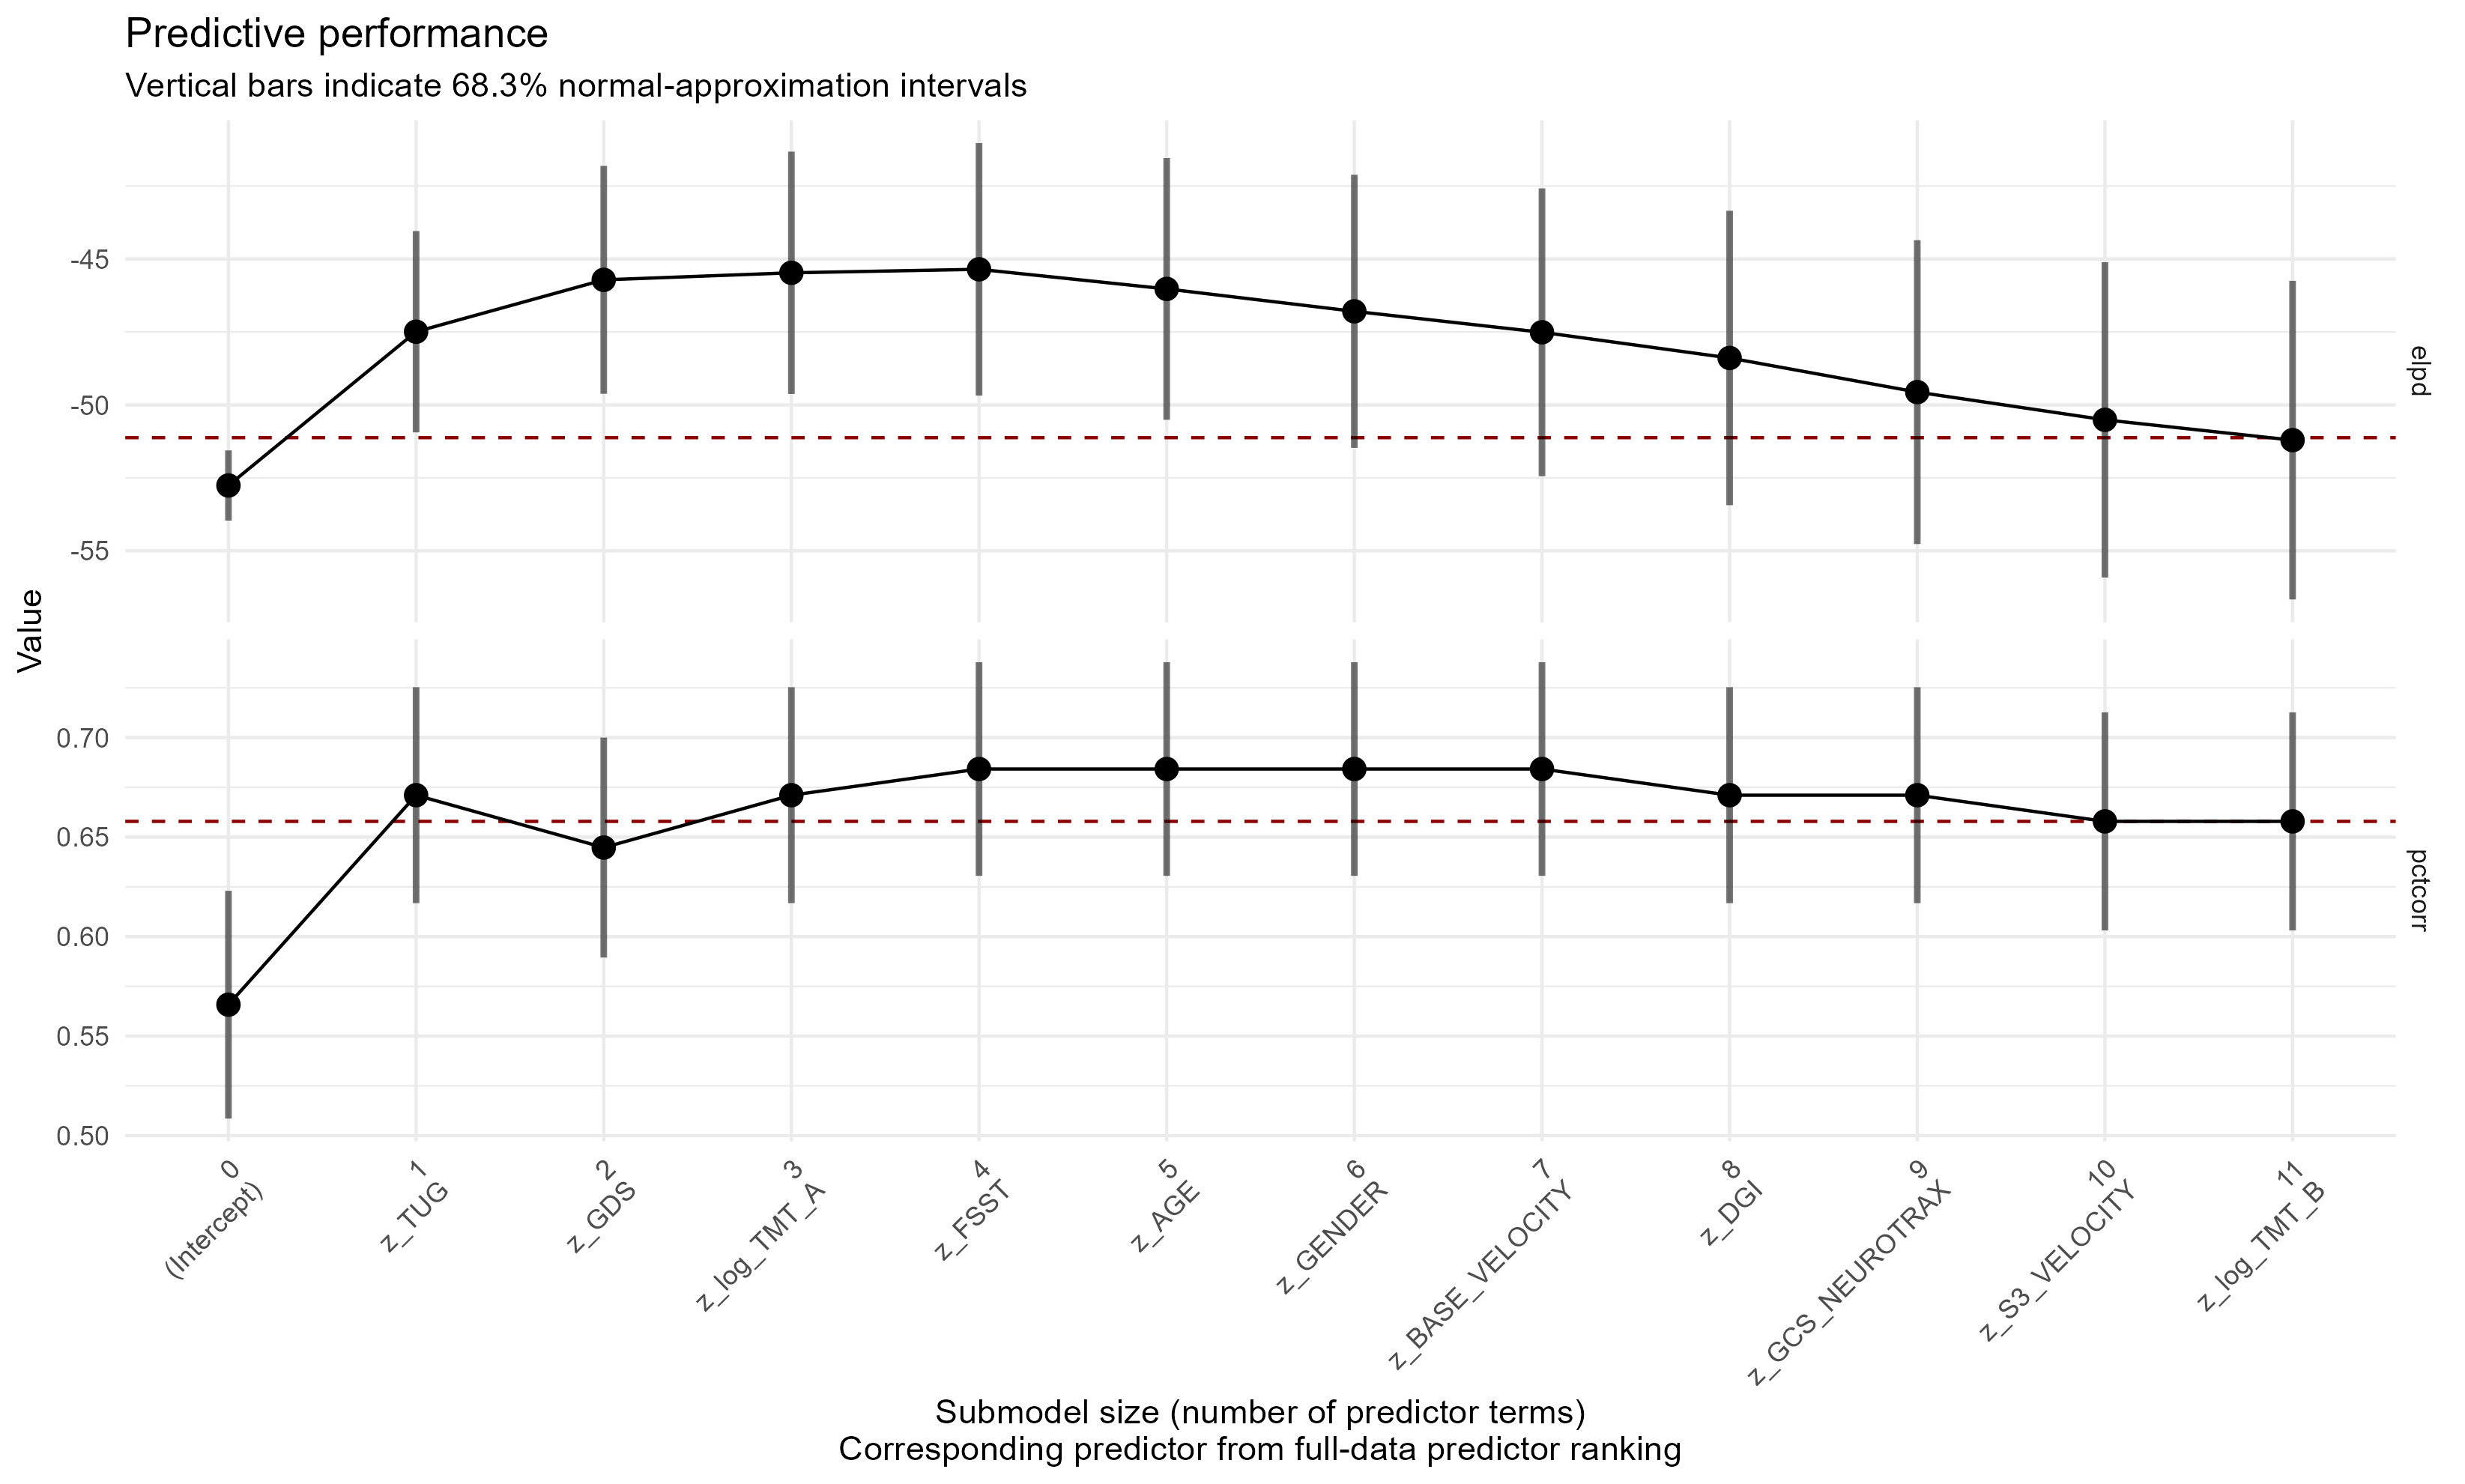 Predictive performance
Vertical bars indicate 68.3% normal-approximation intervals
Value
-45
-50
-55
elpd
0.70
0.65
0.60
0.55
0.50
pctcorr
0
(Intercept)
1
z_TUG
2
z_GDS
3
z_log_TMT_A
4
z_FSST
5
z_AGE
6
z_GENDER
7
z_BASE_VELOCITY
8
z_DGI
9
z_GCS_NEUROTRAX
10
z_S3_VELOCITY
11
z_log_TMT_B
Submodel size (number of predictor terms)
Corresponding predictor from full-data predictor ranking